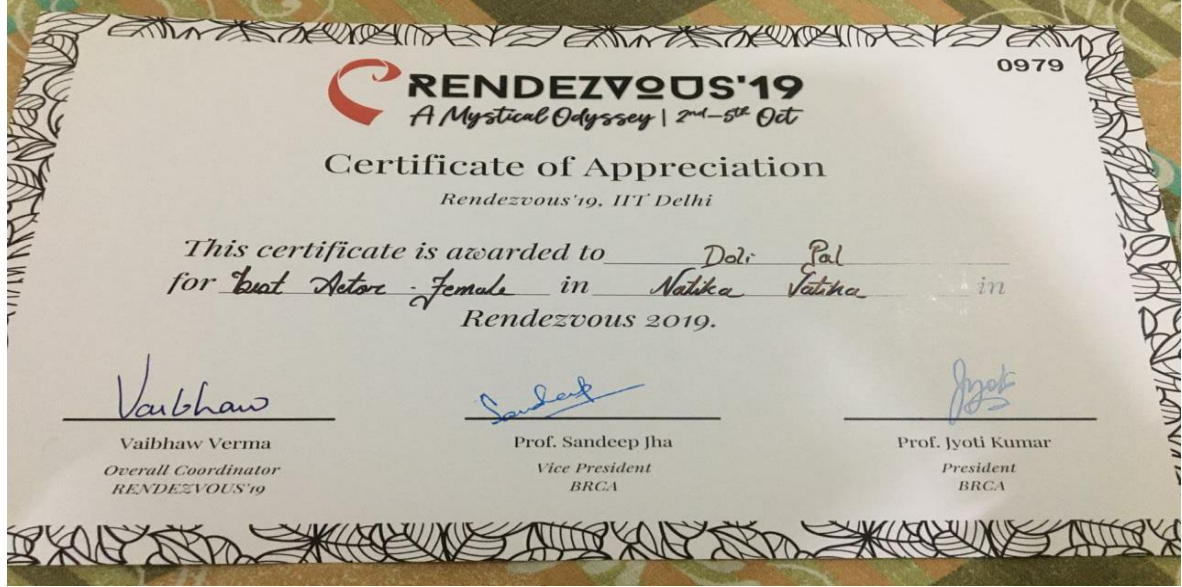 0979
RENDEZVOUS'19
A Mystical Odyssey | 2nd-5th Oct
Certificate of Appreciation
Rendezvous'19, IIT Delhi
This certificate is awarded to Doli Pal
for Best Actor - Female in Natika Vatika in
Rendezvous 2019.
Vaibhaw Sandeep Jyoti
Vaibhaw Verma Prof. Sandeep Jha Prof. Jyoti Kumar
Overall Coordinator Vice President President
RENDEZVOUS'19 BRCA BRCA